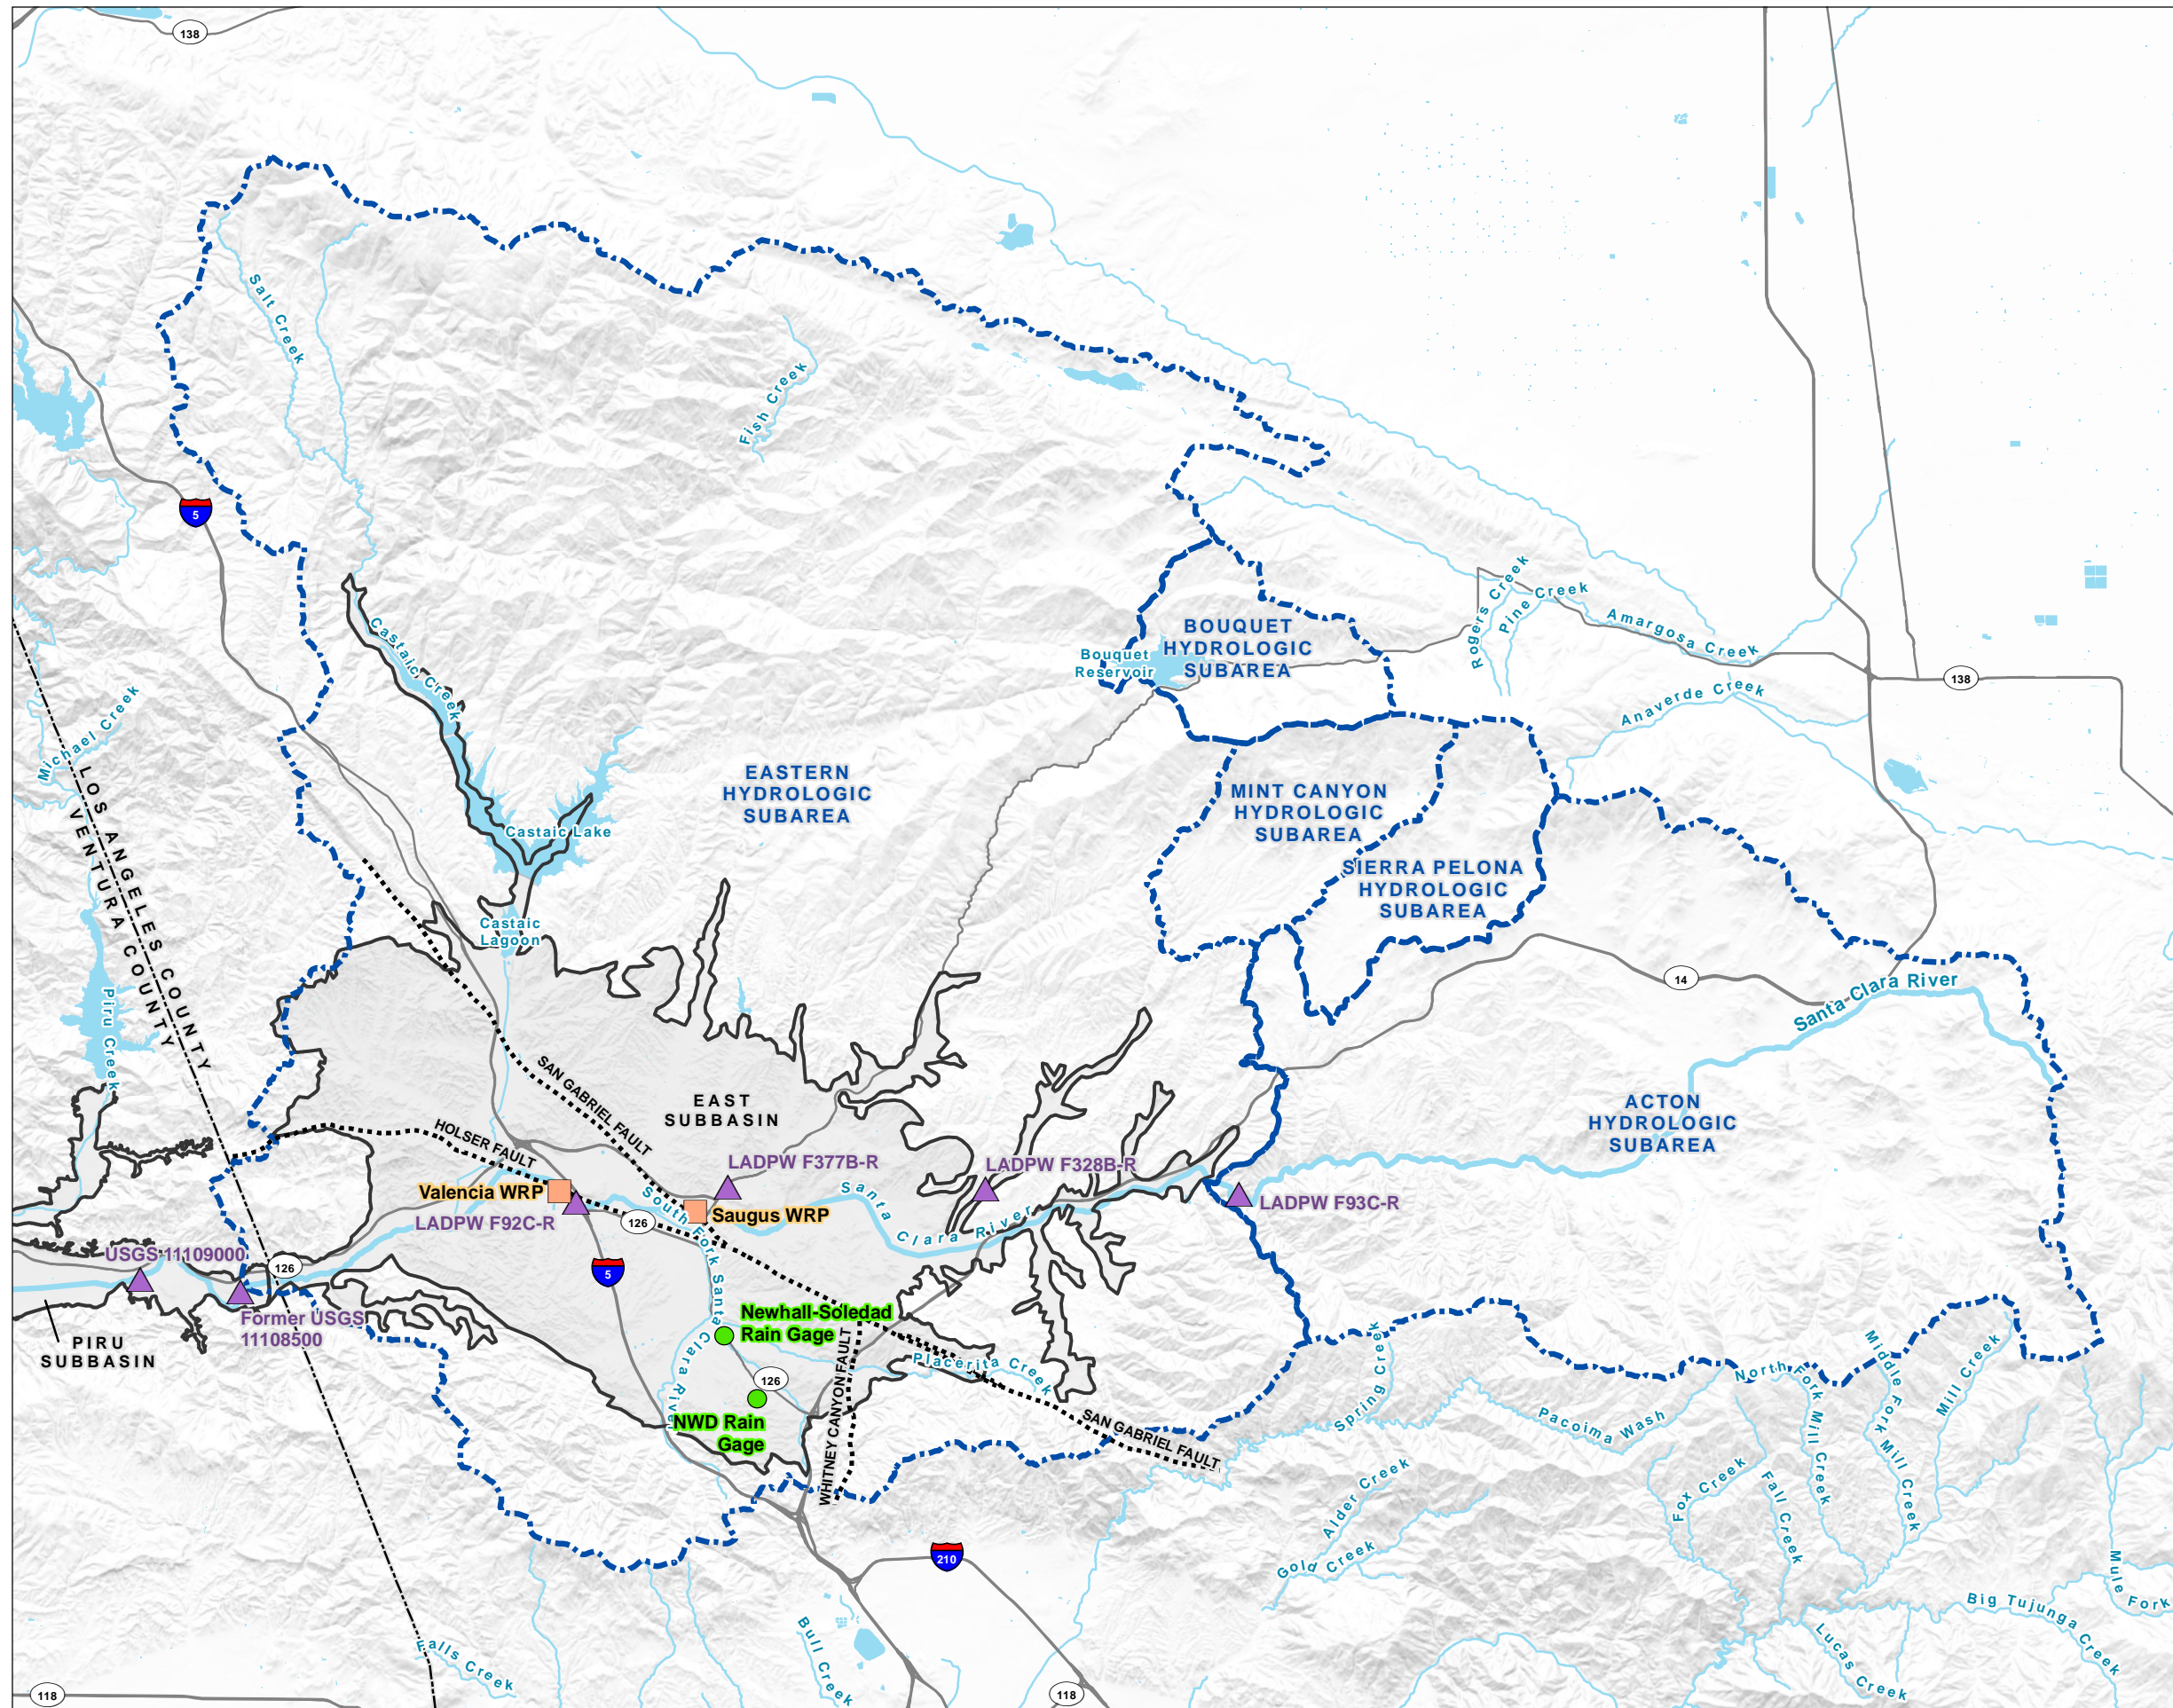 138
Salt Creek
Fish Creek
5
Rogers Creek
Pine Creek
Amargosa Creek
Anaverde Creek
138
BOUQUET
HYDROLOGIC
SUBAREA
Bouquet
Reservoir
Castaic Creek
Michael Creek
LOS ANGELES COUNTY
VENTURA COUNTY
EASTERN
HYDROLOGIC
SUBAREA
MINT CANYON
HYDROLOGIC
SUBAREA
SIERRA PELONA
HYDROLOGIC
SUBAREA
Castaic Lake
Castaic
Lagoon
14
Santa Clara River
Piru Creek
SAN GABRIEL FAULT
HOLSER FAULT
EAST
SUBBASIN
ACTON
HYDROLOGIC
SUBAREA
LADPW F377B-R
LADPW F328B-R
LADPW F93C-R
Valencia WRP
LADPW F92C-R
Saugus WRP
126
South Fork Santa Clara River
Santa Clara River
USGS 11109000
126
5
Former USGS
11108500
PIRU
SUBBASIN
Newhall-Soledad
Rain Gage
126
NWD Rain
Gage
WHITNEY CANYON FAULT
Placerita Creek
SAN GABRIEL FAULT
Spring Creek
Pacoima Wash
North Fork Mill Creek
Middle Fork Mill Creek
Mill Creek
Alder Creek
Gold Creek
Fox Creek
Fall Creek
Mule Fork
Big Tujunga Creek
Lucas Creek
210
Falls Creek
Bull Creek
118
118